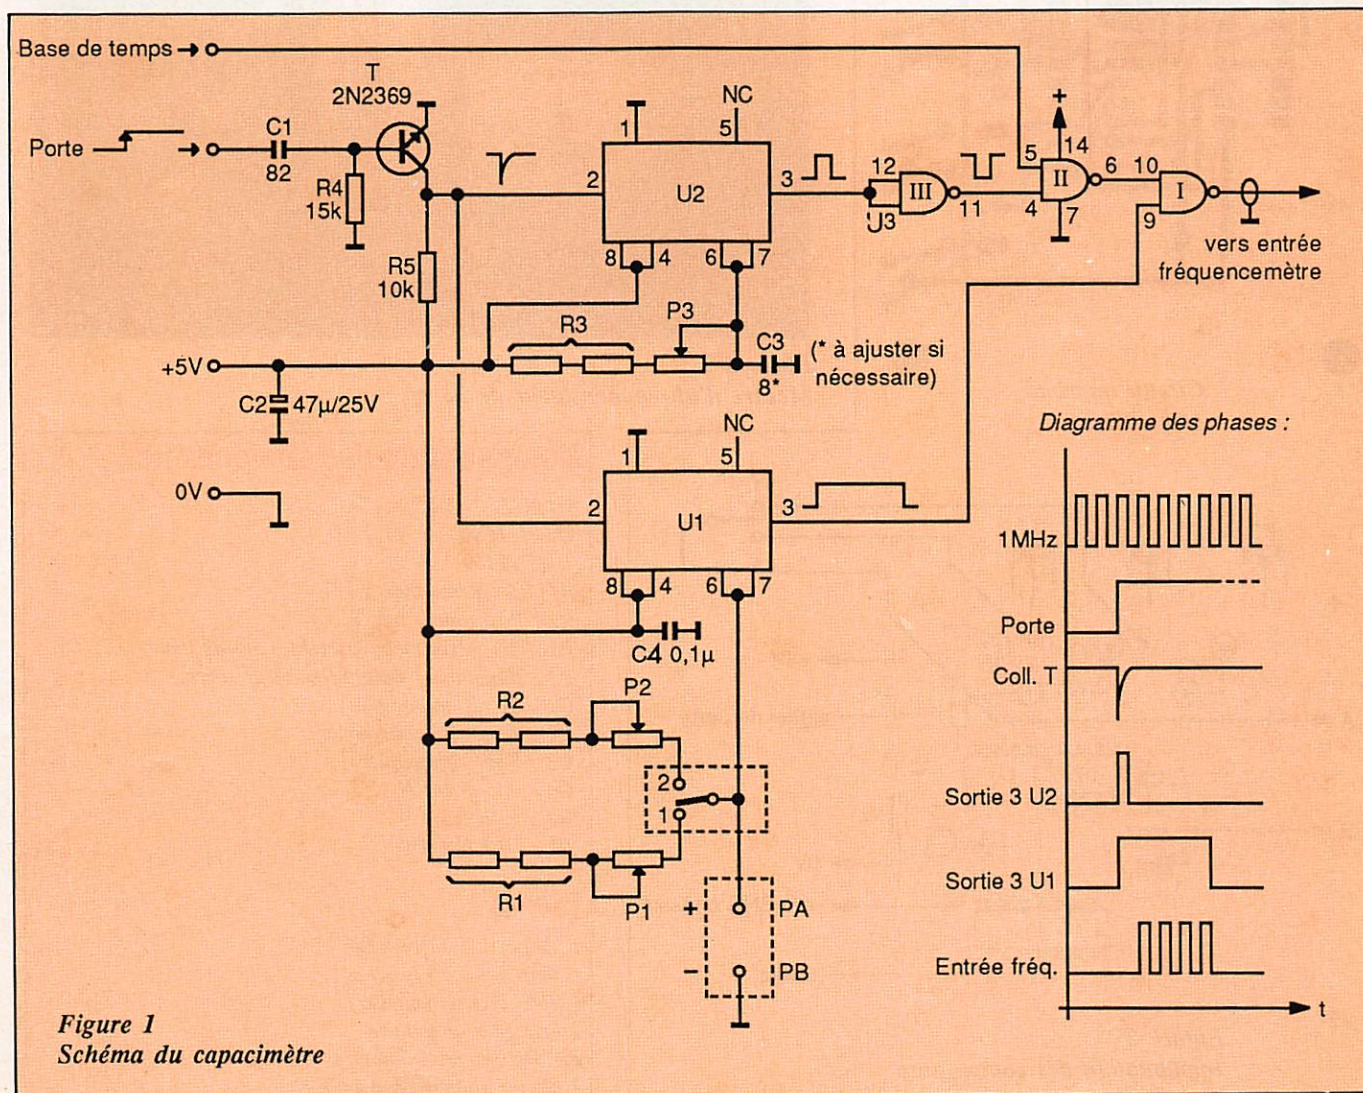 Base de temps
T
2N2369
NC
+
C1
Porte
82
R4
15k
1
5
2
U2
3
12
III
11
U3
5
14
II
6
4
7
10
I
9
vers entrée
fréquencemètre
8
4
6
7
R5
10k
R3
P3
C3
8*
(* à ajuster si
nécessaire)
+5V
C2
47µ/25V
0V
NC
1
5
2
U1
3
8
4
6
7
C4 0,1µ
R2
P2
2
1
R1
P1
+
PA
-
PB
Diagramme des phases :
1MHz
Porte
Coll. T
Sortie 3 U2
Sortie 3 U1
Entrée fréq.
t
Figure 1
Schéma du capacimètre